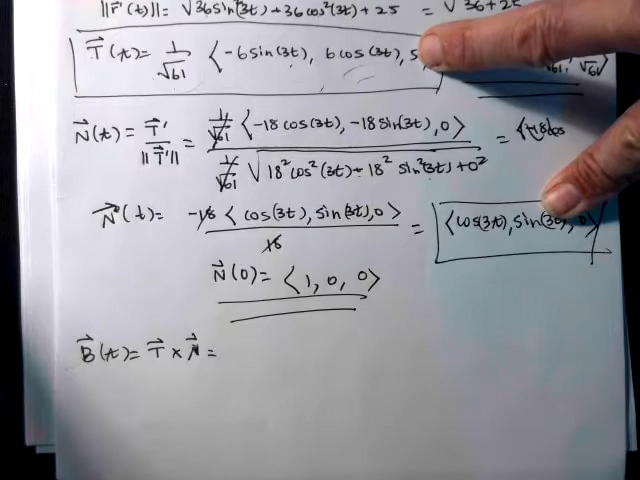 ||r⃗'(t)|| = √36sin²(3t) + 36cos²(3t) + 25 = √36+25
T⃗(t) = 1/√61 ⟨-6sin(3t), 6cos(3t), 5
√61, √61⟩
N⃗(t) = T⃗'/||T⃗'|| = 1/√61 ⟨-18cos(3t), -18sin(3t), 0⟩ / 1/√61 √18²cos²(3t) + 18² sin²(3t) + 0² =
N⃗(t) = -18 ⟨cos(3t), sin(3t), 0⟩ / 18 = ⟨cos(3t), sin(3t), 0⟩
N⃗(0) = ⟨1, 0, 0⟩
B⃗(t) = T⃗ × N⃗ =